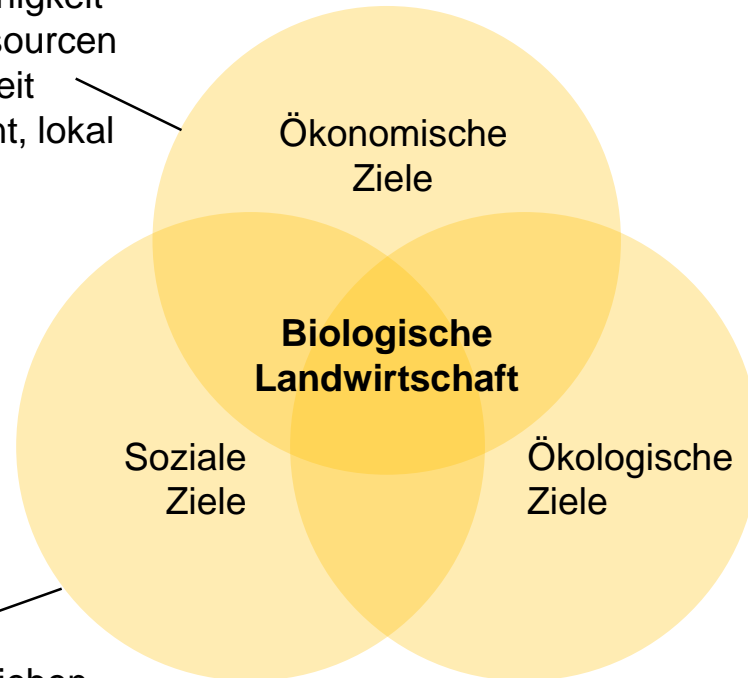 sourcen
eit
nt, lokal
Ökonomische
Ziele
Biologische
Landwirtschaft
Soziale
Ziele
Ökologische
Ziele